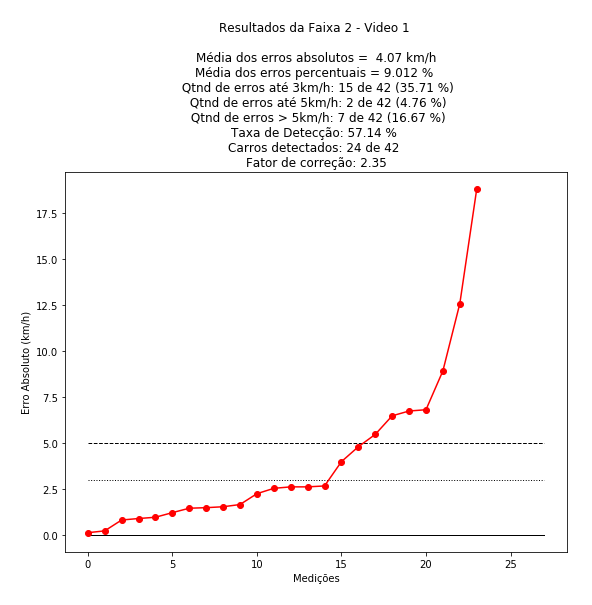 Resultados da Faixa 2 - Video 1
Média dos erros absolutos =  4.07 km/h
Média dos erros percentuais = 9.012 %
Qtnd de erros até 3km/h: 15 de 42 (35.71 %)
Qtnd de erros até 5km/h: 2 de 42 (4.76 %)
Qtnd de erros > 5km/h: 7 de 42 (16.67 %)
Taxa de Detecção: 57.14 %
Carros detectados: 24 de 42
Fator de correção: 2.35
17.5
15.0
12.5
10.0
7.5
5.0
2.5
0.0
Erro Absoluto (km/h)
0 5 10 15 20 25
Medições